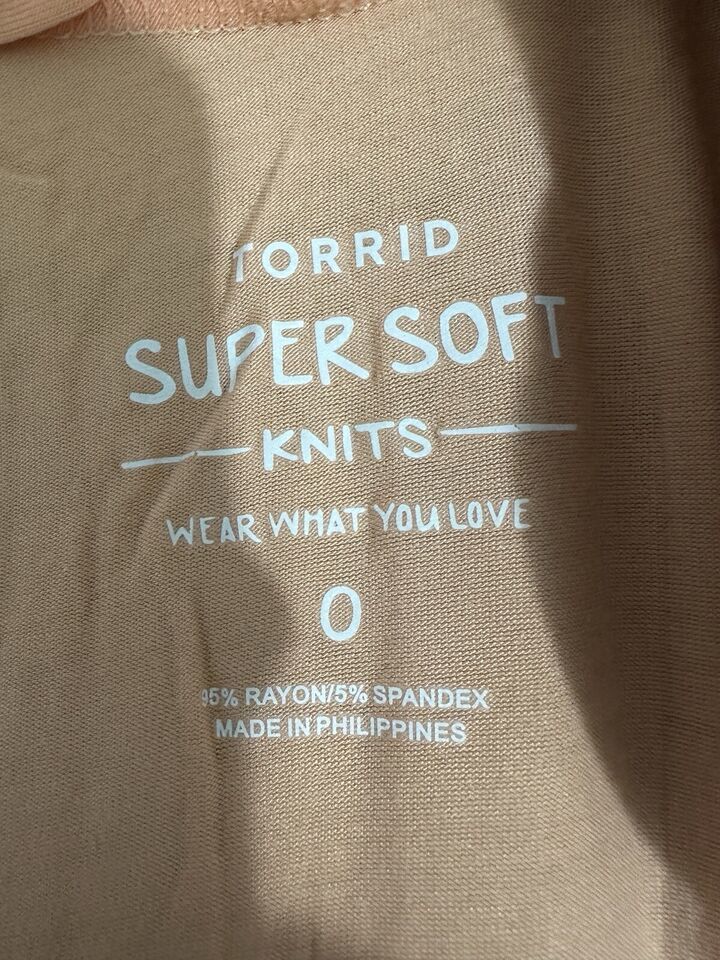 TORRID
SUPER SOFT
KNITS
WEAR WHAT YOU LOVE
0
95% RAYON/5% SPANDEX
MADE IN PHILIPPINES